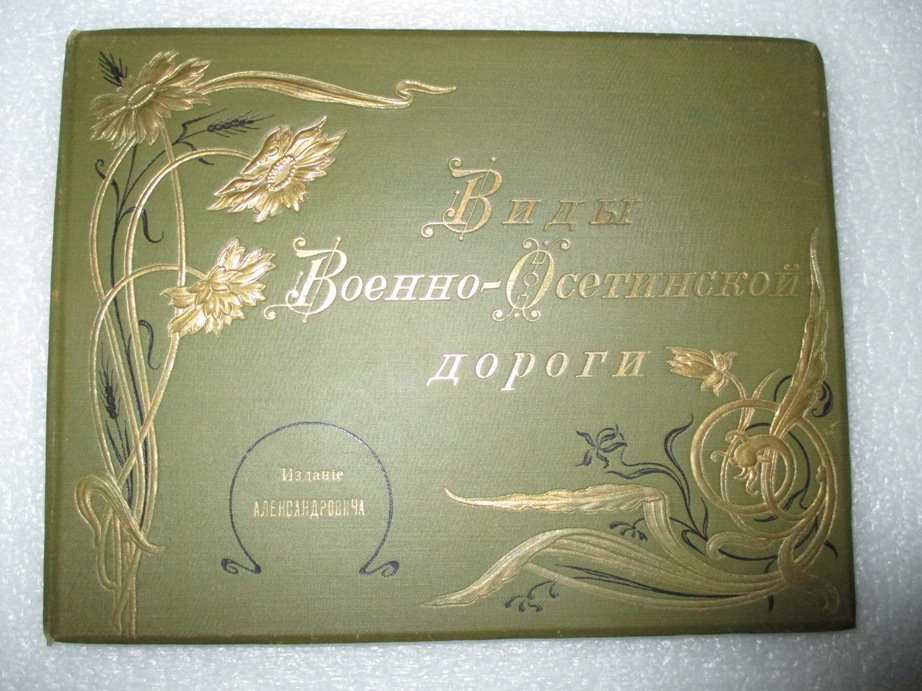 Виды
Военно-Осетинской
дороги
Изданіе
АЛЕКСАНДРОВИЧА